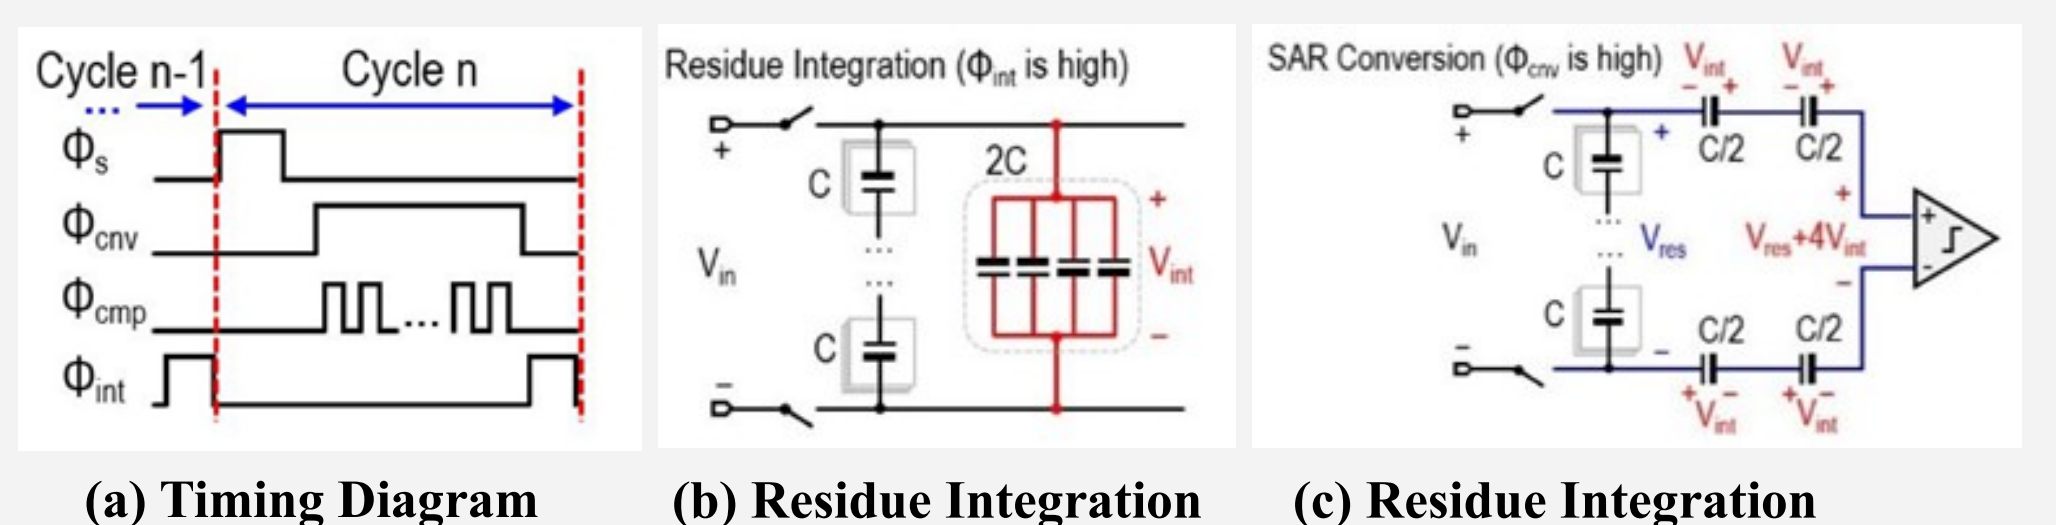 Cycle n-1
Cycle n
...
Φs
Φcnv
Φcmp
...
Φint
(a) Timing Diagram
Residue Integration (Φint is high)
+
C
2C
+
...
Vin
Vint
...
C
−
−
(b) Residue Integration
SAR Conversion (Φcnv is high)
Vint
Vint
− +
− +
+
+
C
C/2
C/2
+
+
...
Vin
Vres
Vres+4Vint
...
-
−
C
C/2
C/2
−
−
+ −
+ −
Vint
Vint
(c) Residue Integration